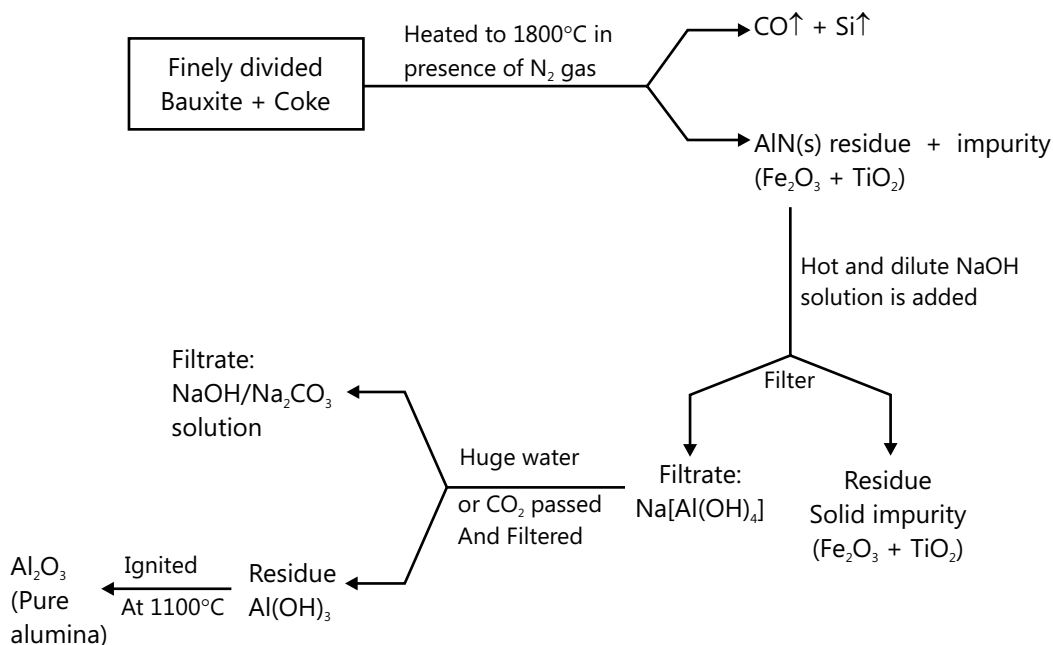 Finely divided
Bauxite + Coke
Heated to 1800°C in
presence of N₂ gas
CO↑ + Si↑
AlN(s) residue + impurity
(Fe₂O₃ + TiO₂)
Hot and dilute NaOH
solution is added
Filter
Residue
Solid impurity
(Fe₂O₃ + TiO₂)
Filtrate:
Na[Al(OH)₄]
Huge water
or CO₂ passed
And Filtered
Filtrate:
NaOH/Na₂CO₃
solution
Residue
Al(OH)₃
Ignited
At 1100°C
Al₂O₃
(Pure
alumina)